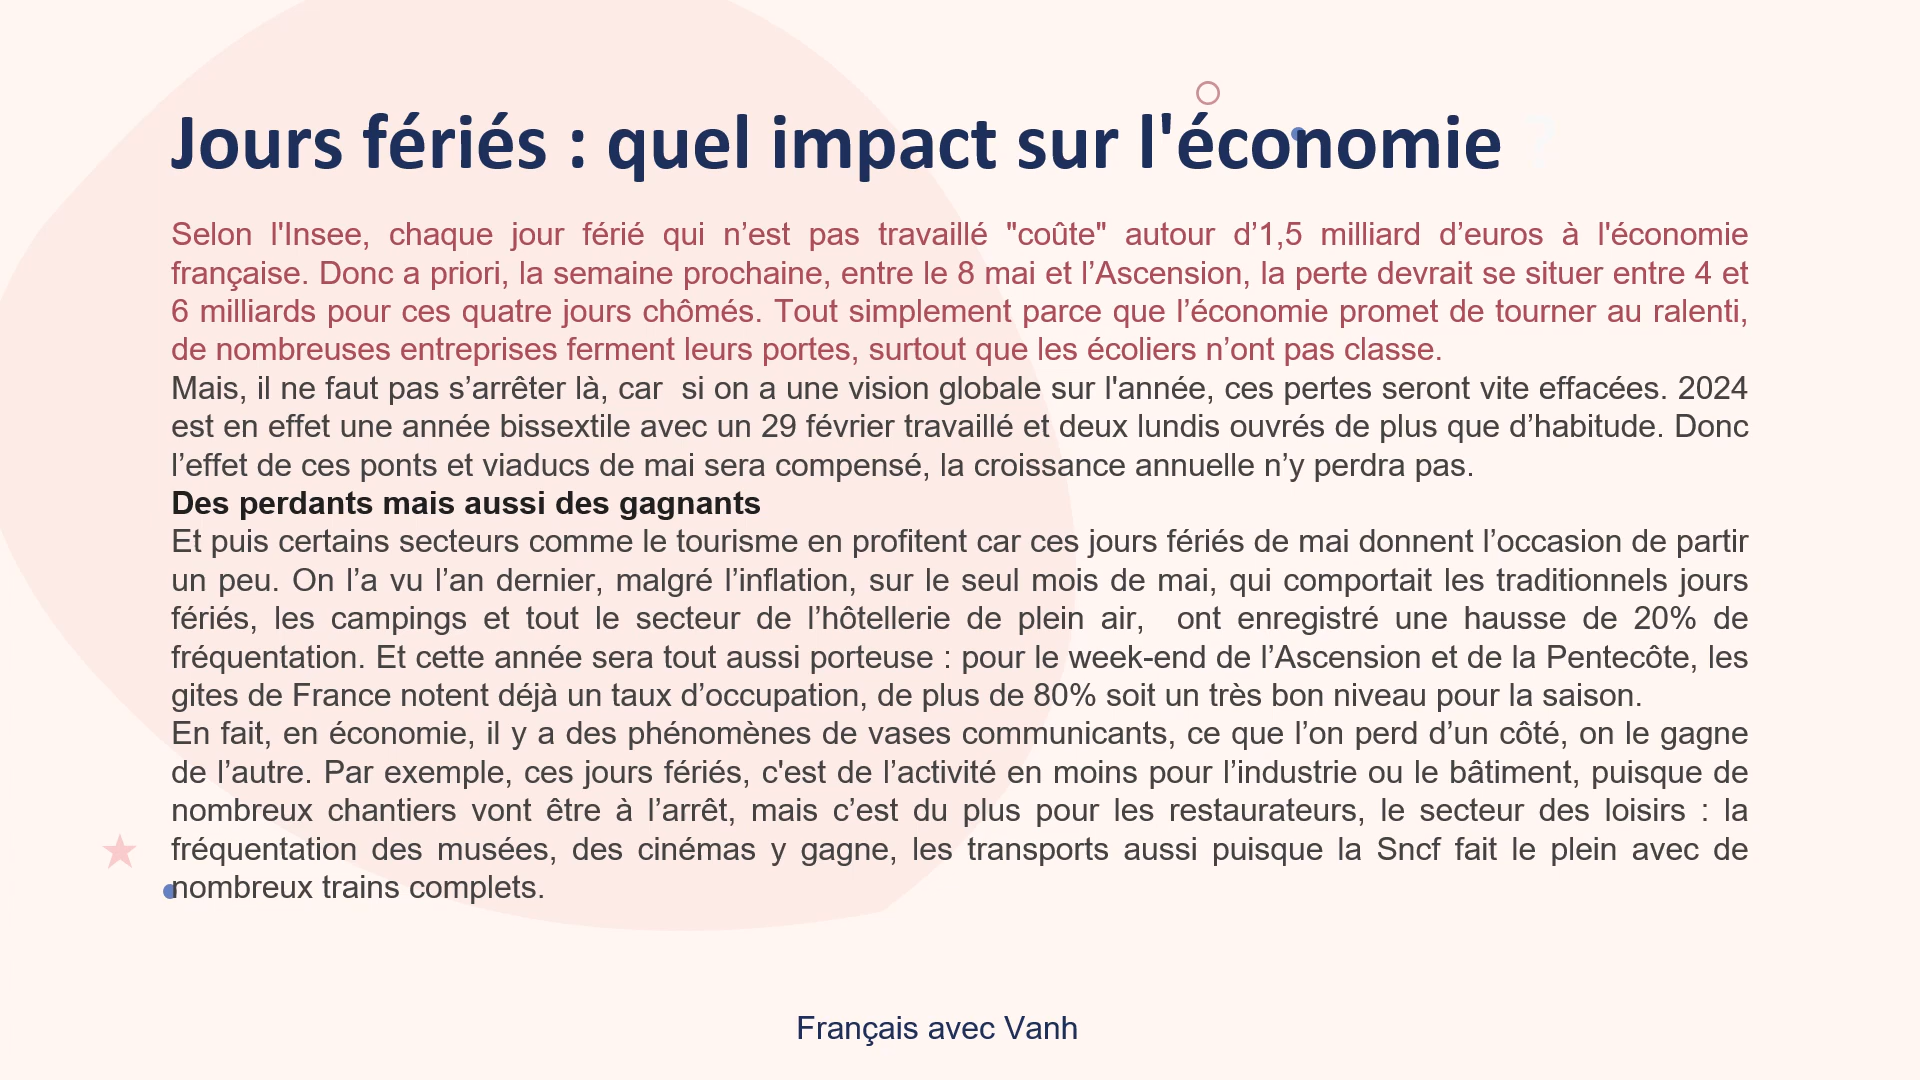 Jours fériés : quel impact sur l'économie ?
Selon l'Insee, chaque jour férié qui n’est pas travaillé "coûte" autour d’1,5 milliard d’euros à l'économie
française. Donc a priori, la semaine prochaine, entre le 8 mai et l’Ascension, la perte devrait se situer entre 4 et
6 milliards pour ces quatre jours chômés. Tout simplement parce que l’économie promet de tourner au ralenti,
de nombreuses entreprises ferment leurs portes, surtout que les écoliers n’ont pas classe.
Mais, il ne faut pas s’arrêter là, car  si on a une vision globale sur l'année, ces pertes seront vite effacées. 2024
est en effet une année bissextile avec un 29 février travaillé et deux lundis ouvrés de plus que d’habitude. Donc
l’effet de ces ponts et viaducs de mai sera compensé, la croissance annuelle n’y perdra pas.
Des perdants mais aussi des gagnants
Et puis certains secteurs comme le tourisme en profitent car ces jours fériés de mai donnent l’occasion de partir
un peu. On l’a vu l’an dernier, malgré l’inflation, sur le seul mois de mai, qui comportait les traditionnels jours
fériés, les campings et tout le secteur de l’hôtellerie de plein air,  ont enregistré une hausse de 20% de
fréquentation. Et cette année sera tout aussi porteuse : pour le week-end de l’Ascension et de la Pentecôte, les
gites de France notent déjà un taux d’occupation, de plus de 80% soit un très bon niveau pour la saison.
En fait, en économie, il y a des phénomènes de vases communicants, ce que l’on perd d’un côté, on le gagne
de l’autre. Par exemple, ces jours fériés, c'est de l’activité en moins pour l’industrie ou le bâtiment, puisque de
nombreux chantiers vont être à l’arrêt, mais c’est du plus pour les restaurateurs, le secteur des loisirs : la
fréquentation des musées, des cinémas y gagne, les transports aussi puisque la Sncf fait le plein avec de
nombreux trains complets.
Français avec Vanh